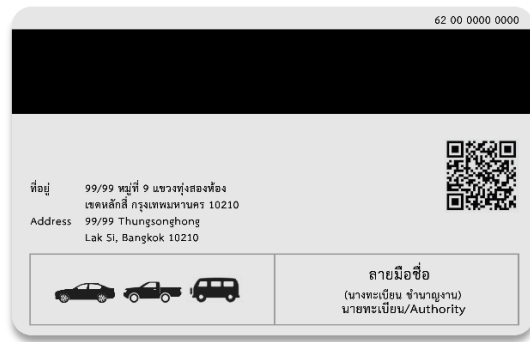 62 00 0000 0000
ที่อยู่ 99/99 หมู่ที่ 9 แขวงทุ่งสองห้อง
เขตหลักสี่ กรุงเทพมหานคร 10210
Address 99/99 Thungsonghong
Lak Si, Bangkok 10210
ลายมือชื่อ
(นางทะเบียน ชำนาญงาน)
นายทะเบียน/Authority